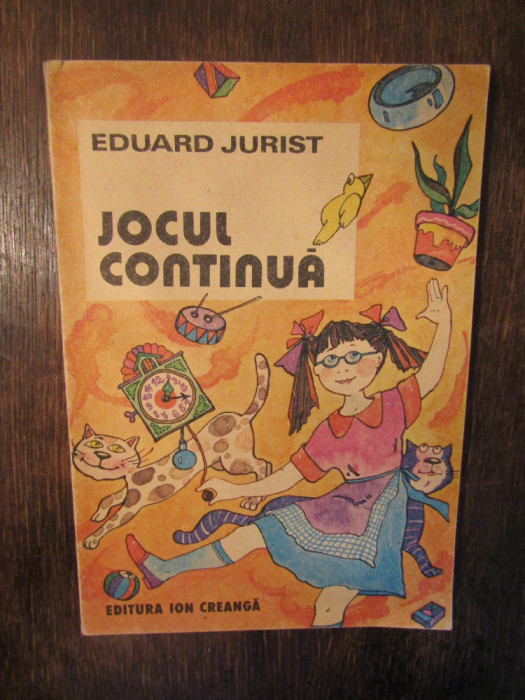 EDUARD JURIST
JOCUL
CONTINUĂ
EDITURA ION CREANGĂ